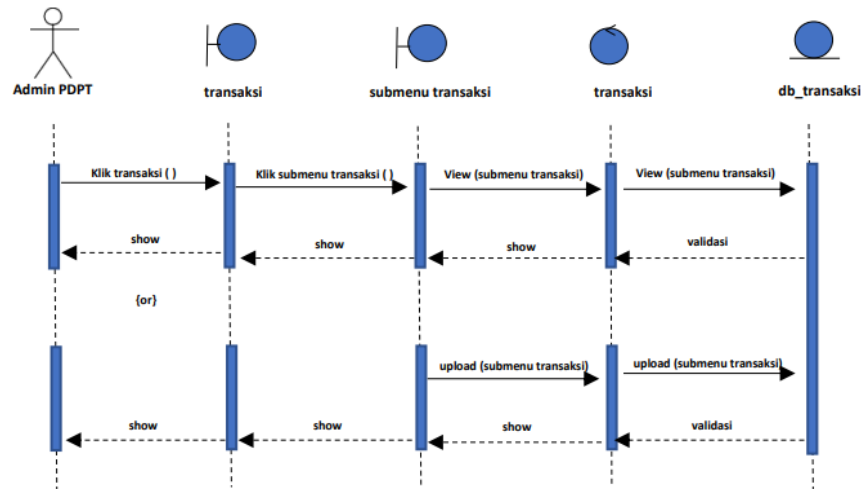 Admin PDPT
transaksi
submenu transaksi
transaksi
db_transaksi
Klik transaksi ( )
Klik submenu transaksi ( )
View (submenu transaksi)
View (submenu transaksi)
show
show
show
validasi
{or}
upload (submenu transaksi)
upload (submenu transaksi)
show
show
show
validasi